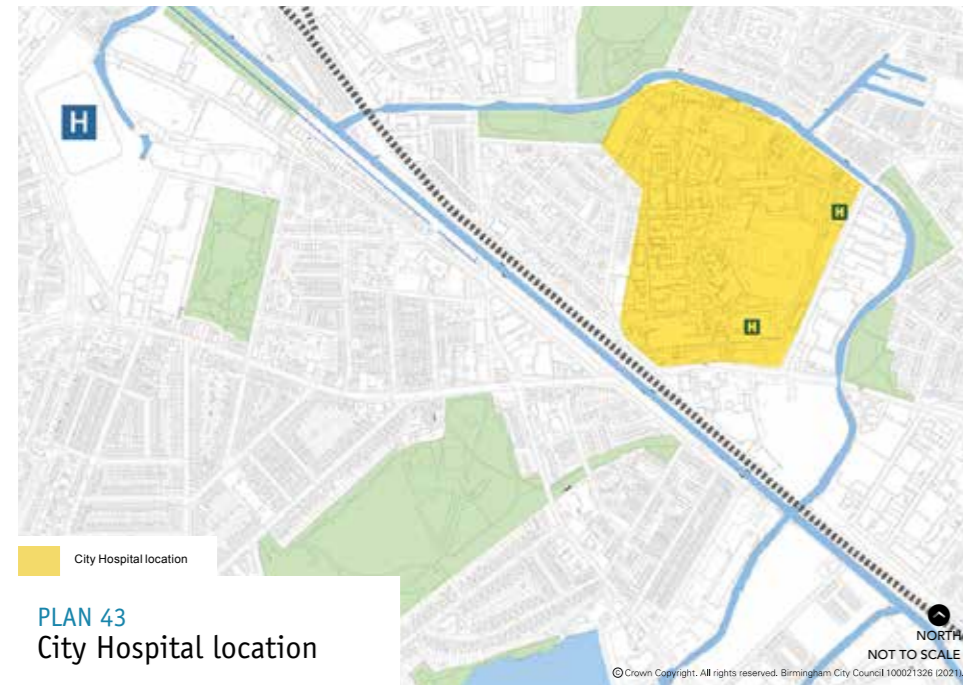 H
H
H
City Hospital location
PLAN 43
City Hospital location
NORTH
NOT TO SCALE
© Crown Copyright. All rights reserved. Birmingham City Council 100021326 (2021).